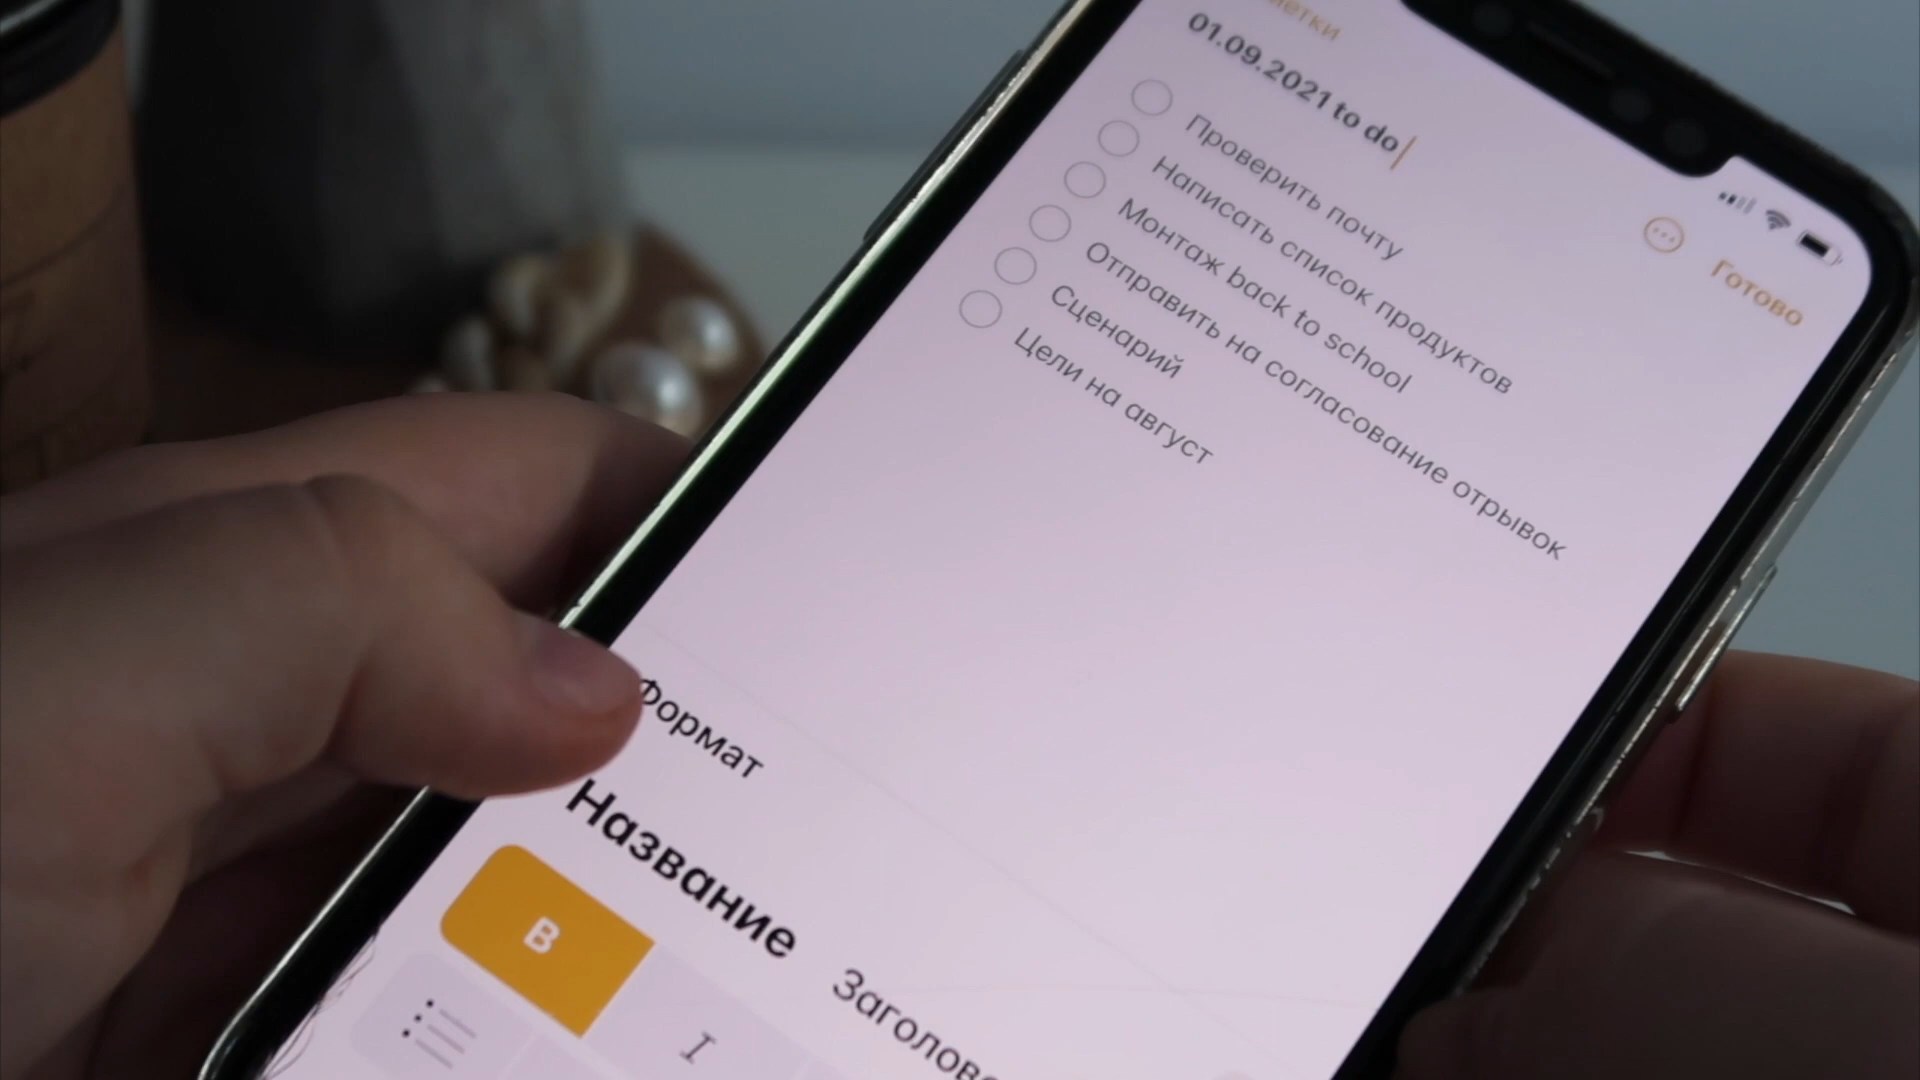 01.09.2021 to do
Проверить почту
Написать список продуктов
Монтаж back to school
Отправить на согласование отрывок
Сценарий
Цели на август
Готово
Формат
Название
B
I